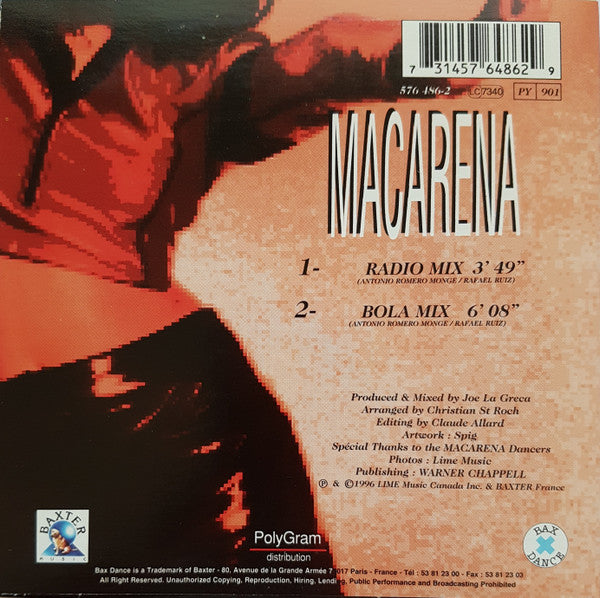 7 31457 64862 9
576 486-2 LC7340 PY 901
MACARENA
1- RADIO MIX 3' 49"
(ANTONIO ROMERO MONGE / RAFAEL RUIZ)
2- BOLA MIX 6' 08"
(ANTONIO ROMERO MONGE / RAFAEL RUIZ)
Produced & Mixed by Joe La Greca
Arranged by Christian St Roch
Editing by Claude Allard
Artwork : Spig
Spécial Thanks to the MACARENA Dancers
Photos : Lime Music
Publishing : WARNER CHAPPELL
℗ & ©1996 LIME Music Canada Inc. & BAXTER France
BAXTER
MUSIC
PolyGram
distribution
BAX
DANCE
Bax Dance is a Trademark of Baxter - 80, Avenue de la Grande Armée 7 017 Paris - France - Tél : 53 81 23 00 - Fax : 53 81 23 03
All Right Reserved. Unauthorized Copying, Reproduction, Hiring, Lending, Public Performance and Broadcasting Prohibited